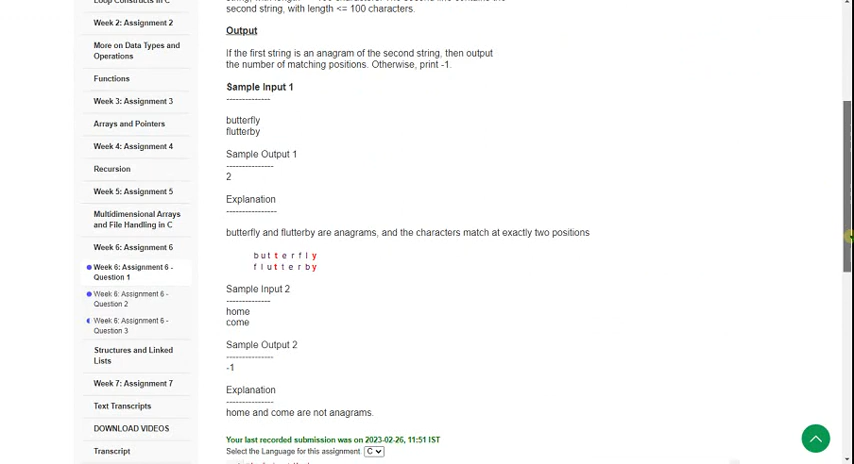 Loop Constructs in C
Week 2: Assignment 2
More on Data Types and
Operations
Functions
Week 3: Assignment 3
Arrays and Pointers
Week 4: Assignment 4
Recursion
Week 5: Assignment 5
Multidimensional Arrays
and File Handling in C
Week 6: Assignment 6
Week 6: Assignment 6 -
Question 1
Week 6: Assignment 6 -
Question 2
Week 6: Assignment 6 -
Question 3
Structures and Linked
Lists
Week 7: Assignment 7
Text Transcripts
DOWNLOAD VIDEOS
Transcript
second string, with length <= 100 characters.
Output
If the first string is an anagram of the second string, then output
the number of matching positions. Otherwise, print -1.
Sample Input 1
--------------
butterfly
flutterby
Sample Output 1
---------------
2
Explanation
----------------
butterfly and flutterby are anagrams, and the characters match at exactly two positions
b u t t e r f l y
f l u t t e r b y
Sample Input 2
--------------
home
come
Sample Output 2
---------------
-1
Explanation
---------------
home and come are not anagrams.
Your last recorded submission was on 2023-02-26, 11:51 IST
Select the Language for this assignment. C